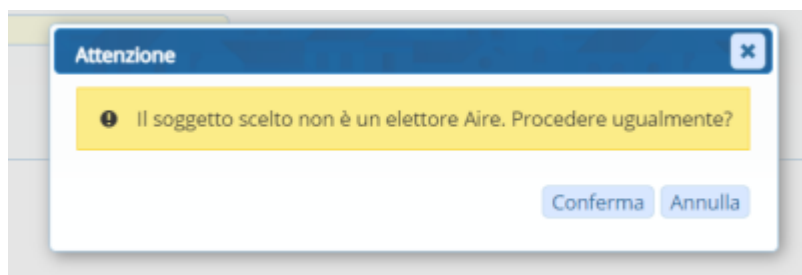 Attenzione
Il soggetto scelto non è un elettore Aire. Procedere ugualmente?
Conferma Annulla